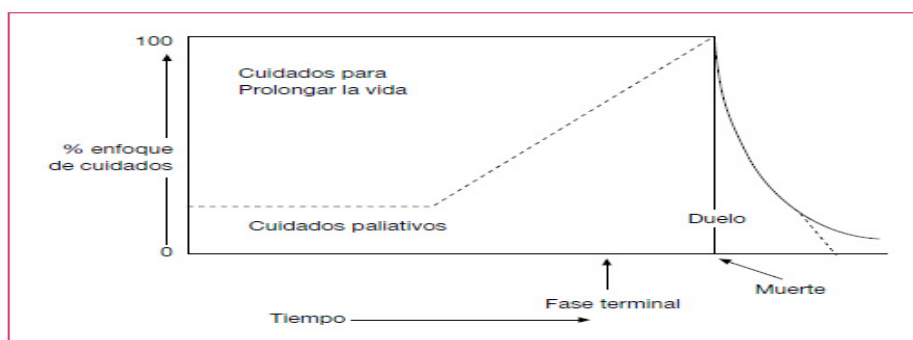 100
Cuidados para
Prolongar la vida
% enfoque
de cuidados
Cuidados paliativos
Duelo
0
Muerte
Fase terminal
Tiempo